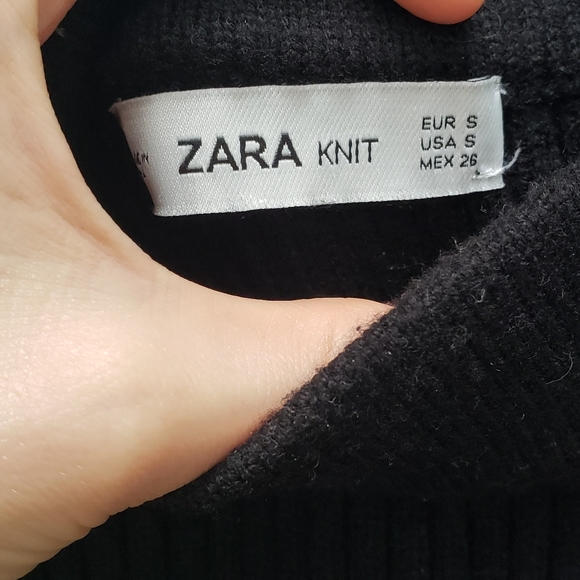 ZARA KNIT
EUR S
USA S
MEX 26